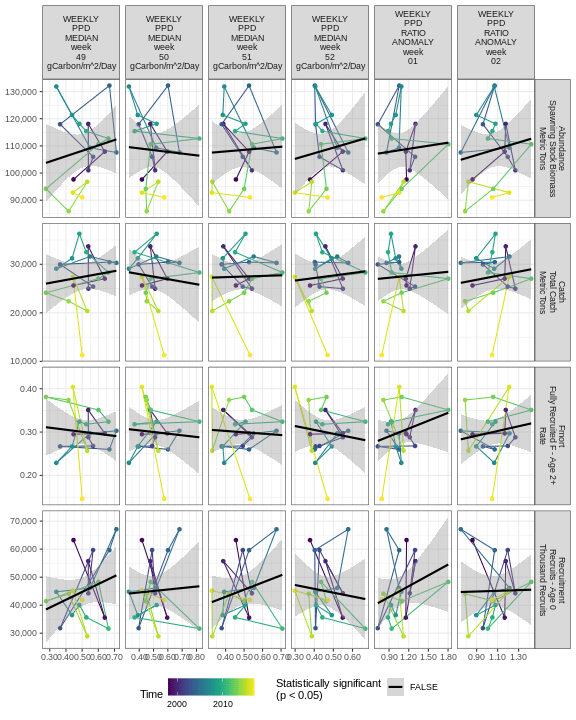 WEEKLY
PPD
MEDIAN
week
49
gCarbon/m^2/Day
WEEKLY
PPD
MEDIAN
week
50
gCarbon/m^2/Day
WEEKLY
PPD
MEDIAN
week
51
gCarbon/m^2/Day
WEEKLY
PPD
MEDIAN
week
52
gCarbon/m^2/Day
WEEKLY
PPD
RATIO
ANOMALY
week
01
WEEKLY
PPD
RATIO
ANOMALY
week
02
130,000
120,000
110,000
100,000
90,000
Abundance
Spawning Stock Biomass
Metric Tons
30,000
20,000
10,000
Catch
Total Catch
Metric Tons
0.40
0.30
0.20
Fmort
Fully Recruited F - Age 2+
Rate
70,000
60,000
50,000
40,000
30,000
Recruitment
Recruits - Age 0
Thousand Recruits
0.30 0.40 0.50 0.60 0.70
0.40 0.50 0.60 0.70 0.80
0.40 0.50 0.60 0.70
0.30 0.40 0.50 0.60
0.90 1.20 1.50 1.80
0.90 1.10 1.30
Time
2000 2010
Statistically significant
(p < 0.05)
FALSE